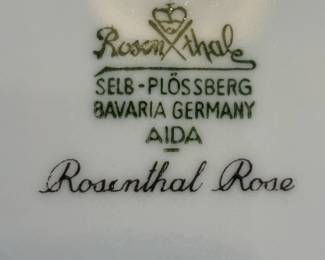 Rosenthal
SELB-PLÖSSBERG
BAVARIA GERMANY
AIDA
Rosenthal Rose